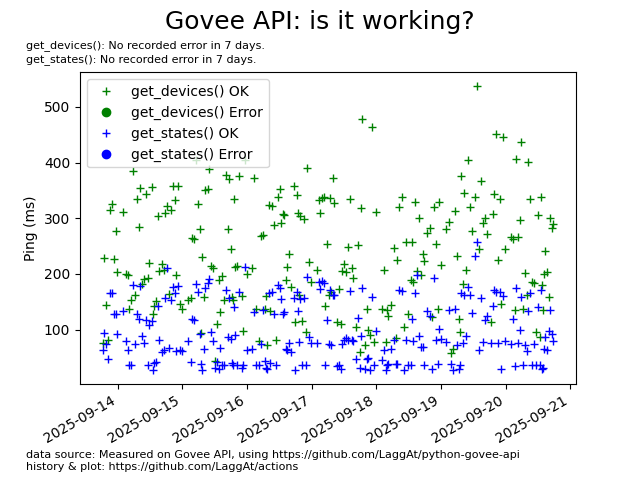 Govee API: is it working?
get_devices(): No recorded error in 7 days.
get_states(): No recorded error in 7 days.
get_devices() OK
get_devices() Error
get_states() OK
get_states() Error
Ping (ms)
500
400
300
200
100
2025-09-14
2025-09-15
2025-09-16
2025-09-17
2025-09-18
2025-09-19
2025-09-20
2025-09-21
data source: Measured on Govee API, using https://github.com/LaggAt/python-govee-api
history & plot: https://github.com/LaggAt/actions